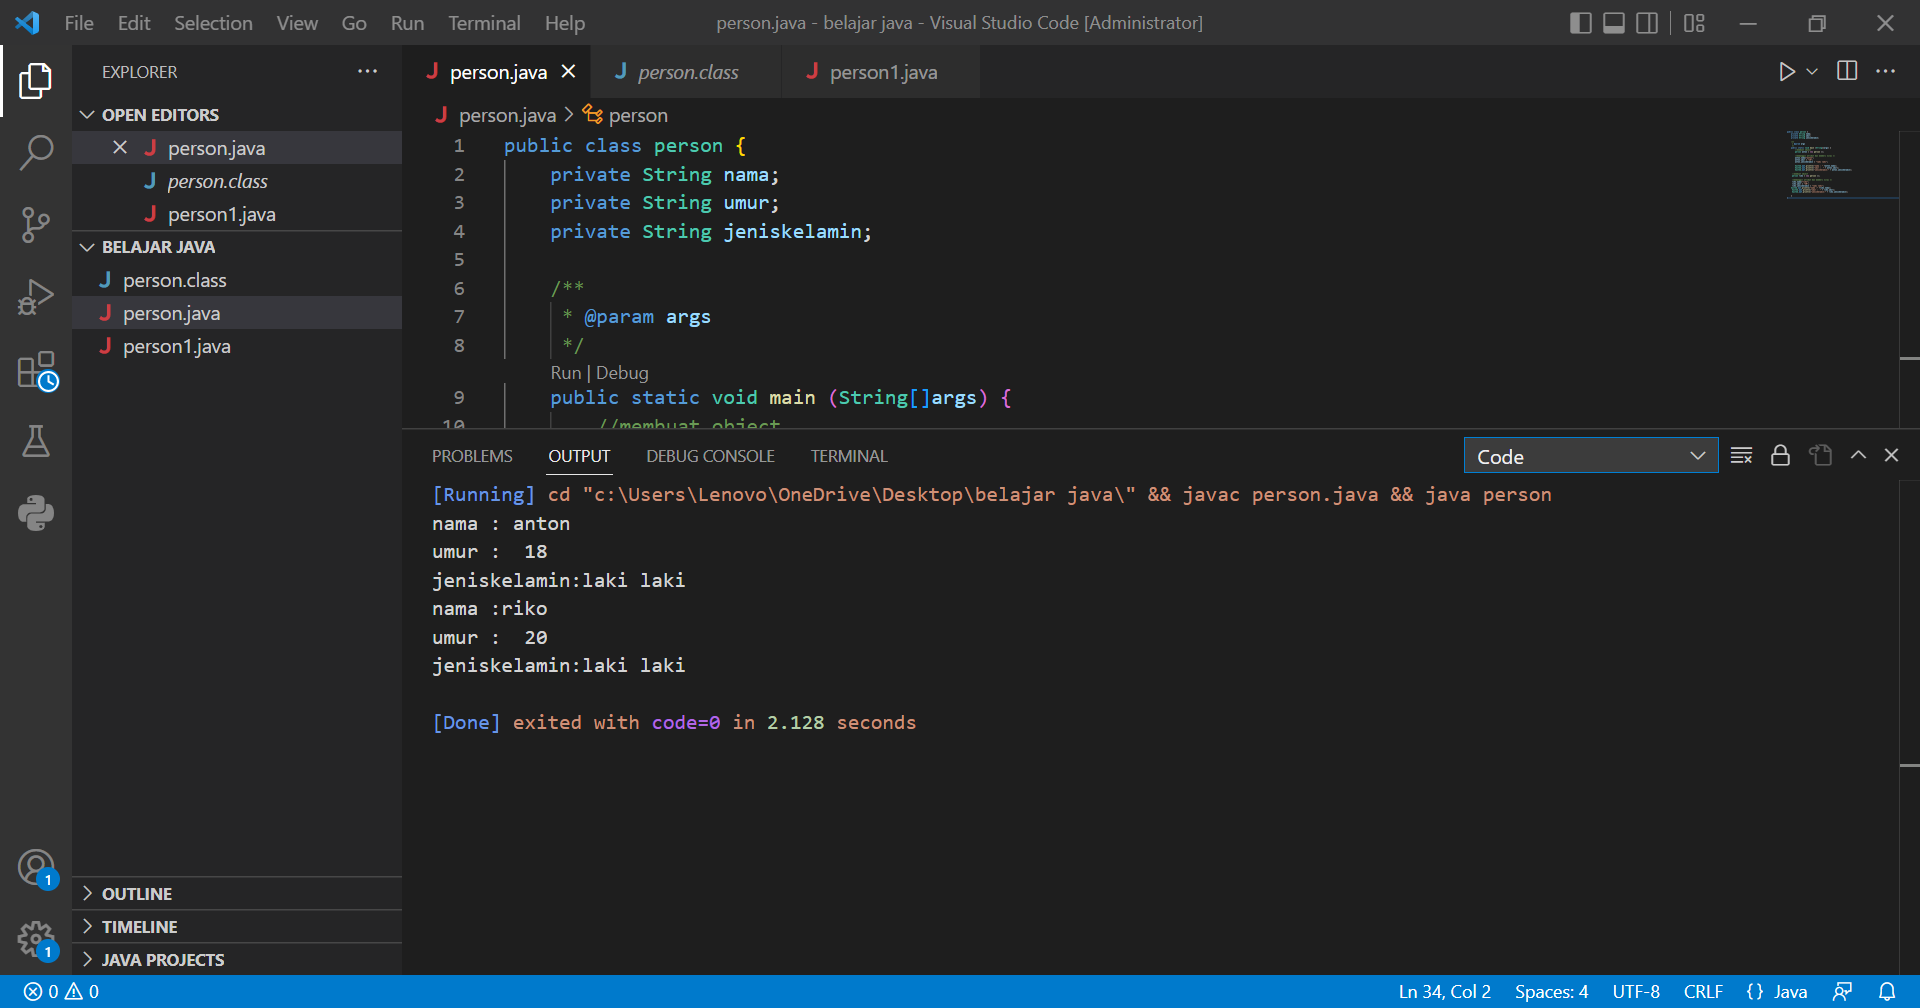 File Edit Selection View Go Run Terminal Help person.java - belajar java - Visual Studio Code [Administrator]
EXPLORER
OPEN EDITORS
person.java
person.class
person1.java
BELAJAR JAVA
person.class
person.java
person1.java
OUTLINE
TIMELINE
JAVA PROJECTS
1
1
person.java person.class person1.java
person.java > person
1 public class person {
2 private String nama;
3 private String umur;
4 private String jeniskelamin;
5
6 /**
7 * @param args
8 */
Run | Debug
9 public static void main (String[]args) {
10 //membuat object
PROBLEMS OUTPUT DEBUG CONSOLE TERMINAL Code
[Running] cd "c:\Users\Lenovo\OneDrive\Desktop\belajar java\" && javac person.java && java person
nama : anton
umur :  18
jeniskelamin:laki laki
nama :riko
umur :  20
jeniskelamin:laki laki
[Done] exited with code=0 in 2.128 seconds
0 0 Ln 34, Col 2 Spaces: 4 UTF-8 CRLF {} Java